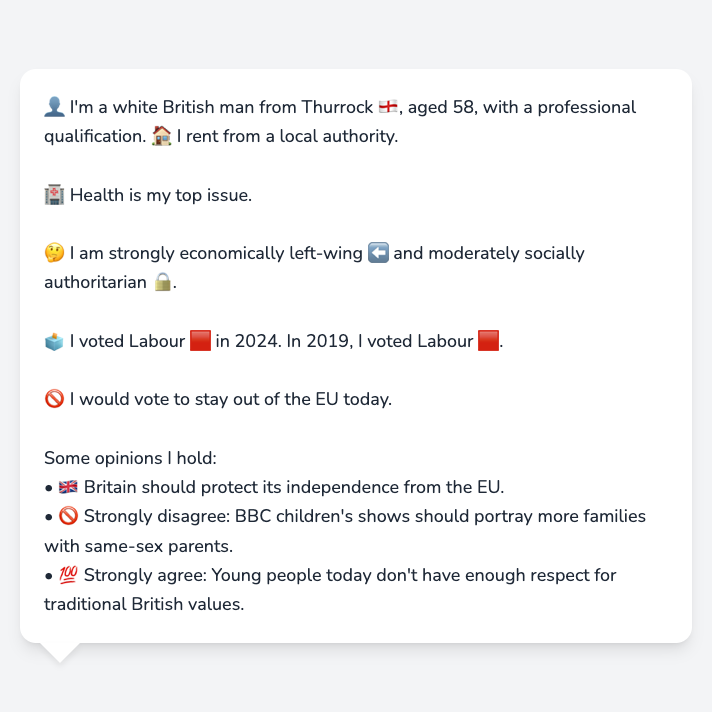 👤 I'm a white British man from Thurrock 🏴󠁧󠁢󠁥󠁮󠁧󠁿, aged 58, with a professional
qualification. 🏠 I rent from a local authority.
🏥 Health is my top issue.
🤔 I am strongly economically left-wing ⬅️ and moderately socially
authoritarian 🔒.
🗳️ I voted Labour 🟥 in 2024. In 2019, I voted Labour 🟥.
🚫 I would vote to stay out of the EU today.
Some opinions I hold:
• 🇬🇧 Britain should protect its independence from the EU.
• 🚫 Strongly disagree: BBC children's shows should portray more families
with same-sex parents.
• 💯 Strongly agree: Young people today don't have enough respect for
traditional British values.